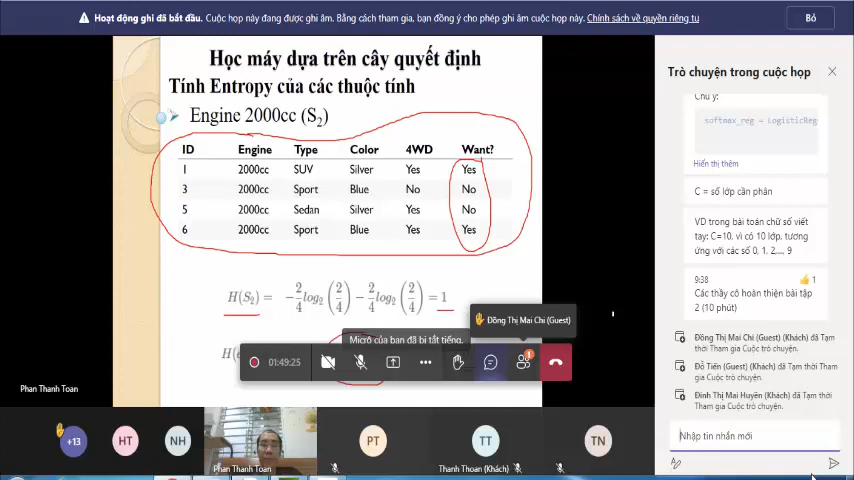 Hoạt động ghi đã bắt đầu. Cuộc họp này đang được ghi âm. Bằng cách tham gia, bạn đồng ý cho phép ghi âm cuộc họp này. Chính sách về quyền riêng tư
Bỏ
Học máy dựa trên cây quyết định
Tính Entropy của các thuộc tính
Engine 2000cc (S2)
ID Engine Type Color 4WD Want?
1 2000cc SUV Silver Yes Yes
3 2000cc Sport Blue No No
5 2000cc Sedan Silver Yes No
6 2000cc Sport Blue Yes Yes
H(S2) = -2/4 log2 (2/4) - 2/4 log2 (2/4) = 1
Đồng Thị Mai Chi (Guest)
Micrô của bạn đã bị tắt tiếng.
01:49:25
1
Phan Thanh Toan
+13
HT
NH
Phan Thanh Toan
PT
TT
Thanh Thoan (Khách)
TN
Trò chuyện trong cuộc họp
Chú ý:
softmax_reg = LogisticReg
Hiển thị thêm
C = số lớp cần phân
VD trong bài toán chữ số viết
tay: C=10, vì có 10 lớp, tương
ứng với các số 0, 1, 2,..., 9
9:38
1
Các thầy cô hoàn thiện bài tập
2 (10 phút)
Đồng Thị Mai Chi (Guest) (Khách) đã Tạm
thời Tham gia Cuộc trò chuyện.
Đỗ Tiến (Guest) (Khách) đã Tạm thời Tham
gia Cuộc trò chuyện.
Đinh Thị Mai Huyên (Khách) đã Tạm thời
Tham gia Cuộc trò chuyện.
Nhập tin nhắn mới